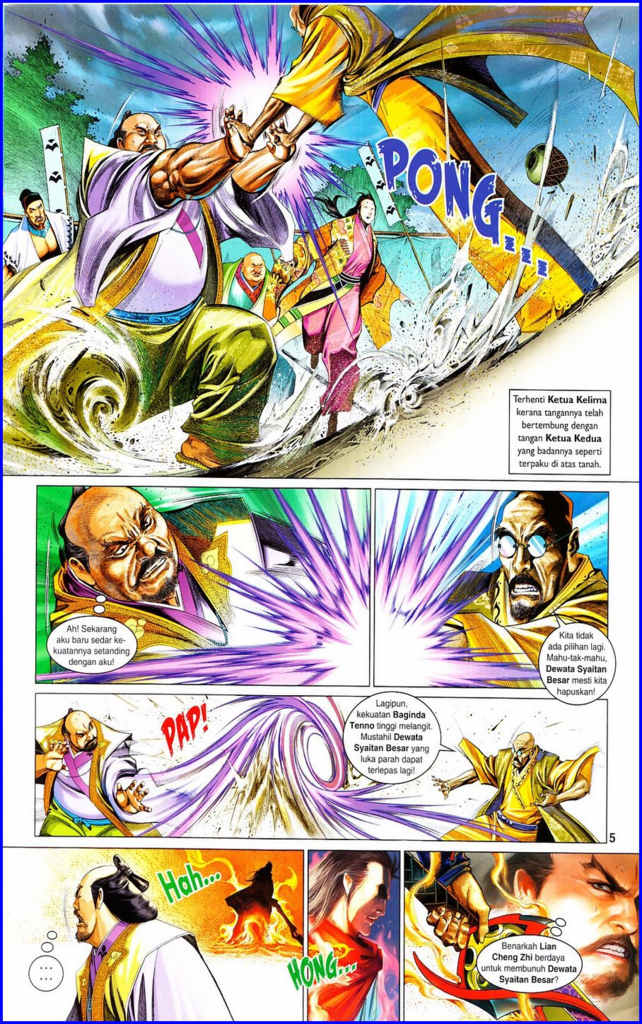 PONG...
Terhenti Ketua Kelima
kerana tangannya telah
bertembung dengan
tangan Ketua Kedua
yang badannya seperti
terpaku di atas tanah.
Ah! Sekarang
aku baru sedar ke-
kuatannya setanding
dengan aku!
Kita tidak
ada pilihan lagi.
Mahu-tak-mahu,
Dewata Syaitan
Besar mesti kita
hapuskan!
PAP!
Lagipun,
kekuatan Baginda
Tenno tinggi melangit.
Mustahil Dewata
Syaitan Besar yang
luka parah dapat
terlepas lagi!
5
Hah...
...
...
HONG...
Benarkah Lian
Cheng Zhi berdaya
untuk membunuh Dewata
Syaitan Besar?